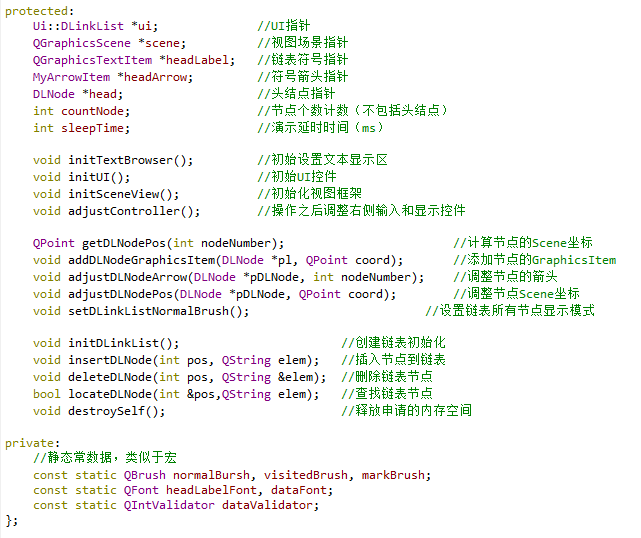 protected:
Ui::DLinkList *ui; //UI指针
QGraphicsScene *scene; //视图场景指针
QGraphicsTextItem *headLabel; //链表符号指针
MyArrowItem *headArrow; //符号箭头指针
DLNode *head; //头结点指针
int countNode; //节点个数计数（不包括头结点）
int sleepTime; //演示延时时间（ms）
void initTextBrowser(); //初始设置文本显示区
void initUI(); //初始UI控件
void initSceneView(); //初始化视图框架
void adjustController(); //操作之后调整右侧输入和显示控件
QPoint getDLNodePos(int nodeNumber); //计算节点的Scene坐标
void addDLNodeGraphicsItem(DLNode *pl, QPoint coord); //添加节点的GraphicsItem
void adjustDLNodeArrow(DLNode *pDLNode, int nodeNumber); //调整节点的箭头
void adjustDLNodePos(DLNode *pDLNode, QPoint coord); //调整节点Scene坐标
void setDLinkListNormalBrush(); //设置链表所有节点显示模式
void initDLinkList(); //创建链表初始化
void insertDLNode(int pos, QString elem); //插入节点到链表
void deleteDLNode(int pos, QString &elem); //删除链表节点
bool locateDLNode(int &pos,QString elem); //查找链表节点
void destroySelf(); //释放申请的内存空间
private:
//静态常数据，类似于宏
const static QBrush normalBursh, visitedBrush, markBrush;
const static QFont headLabelFont, dataFont;
const static QIntValidator dataValidator;
};